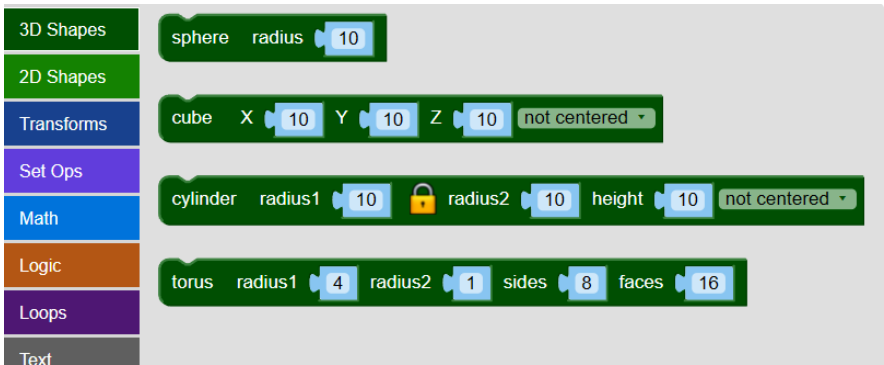 3D Shapes
2D Shapes
Transforms
Set Ops
Math
Logic
Loops
Text
sphere radius 10
cube X 10 Y 10 Z 10 not centered
cylinder radius1 10 radius2 10 height 10 not centered
torus radius1 4 radius2 1 sides 8 faces 16